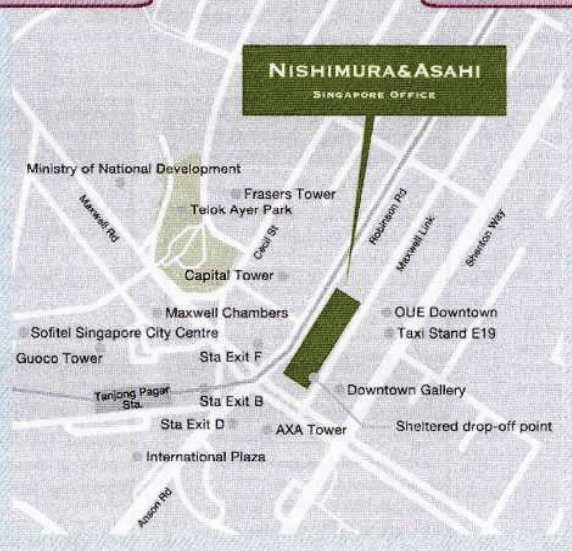 NISHIMURA&ASAHI
SINGAPORE OFFICE
Ministry of National Development
Frasers Tower
Telok Ayer Park
Maxwell Rd
Cecil St
Robinson Rd
Maxwell Link
Shenton Way
Capital Tower
Maxwell Chambers
OUE Downtown
Sofitel Singapore City Centre
Taxi Stand E19
Guoco Tower
Sta Exit F
Tanjong Pagar
Sta.
Sta Exit B
Downtown Gallery
Sta Exit D
AXA Tower
Sheltered drop-off point
International Plaza
Anson Rd